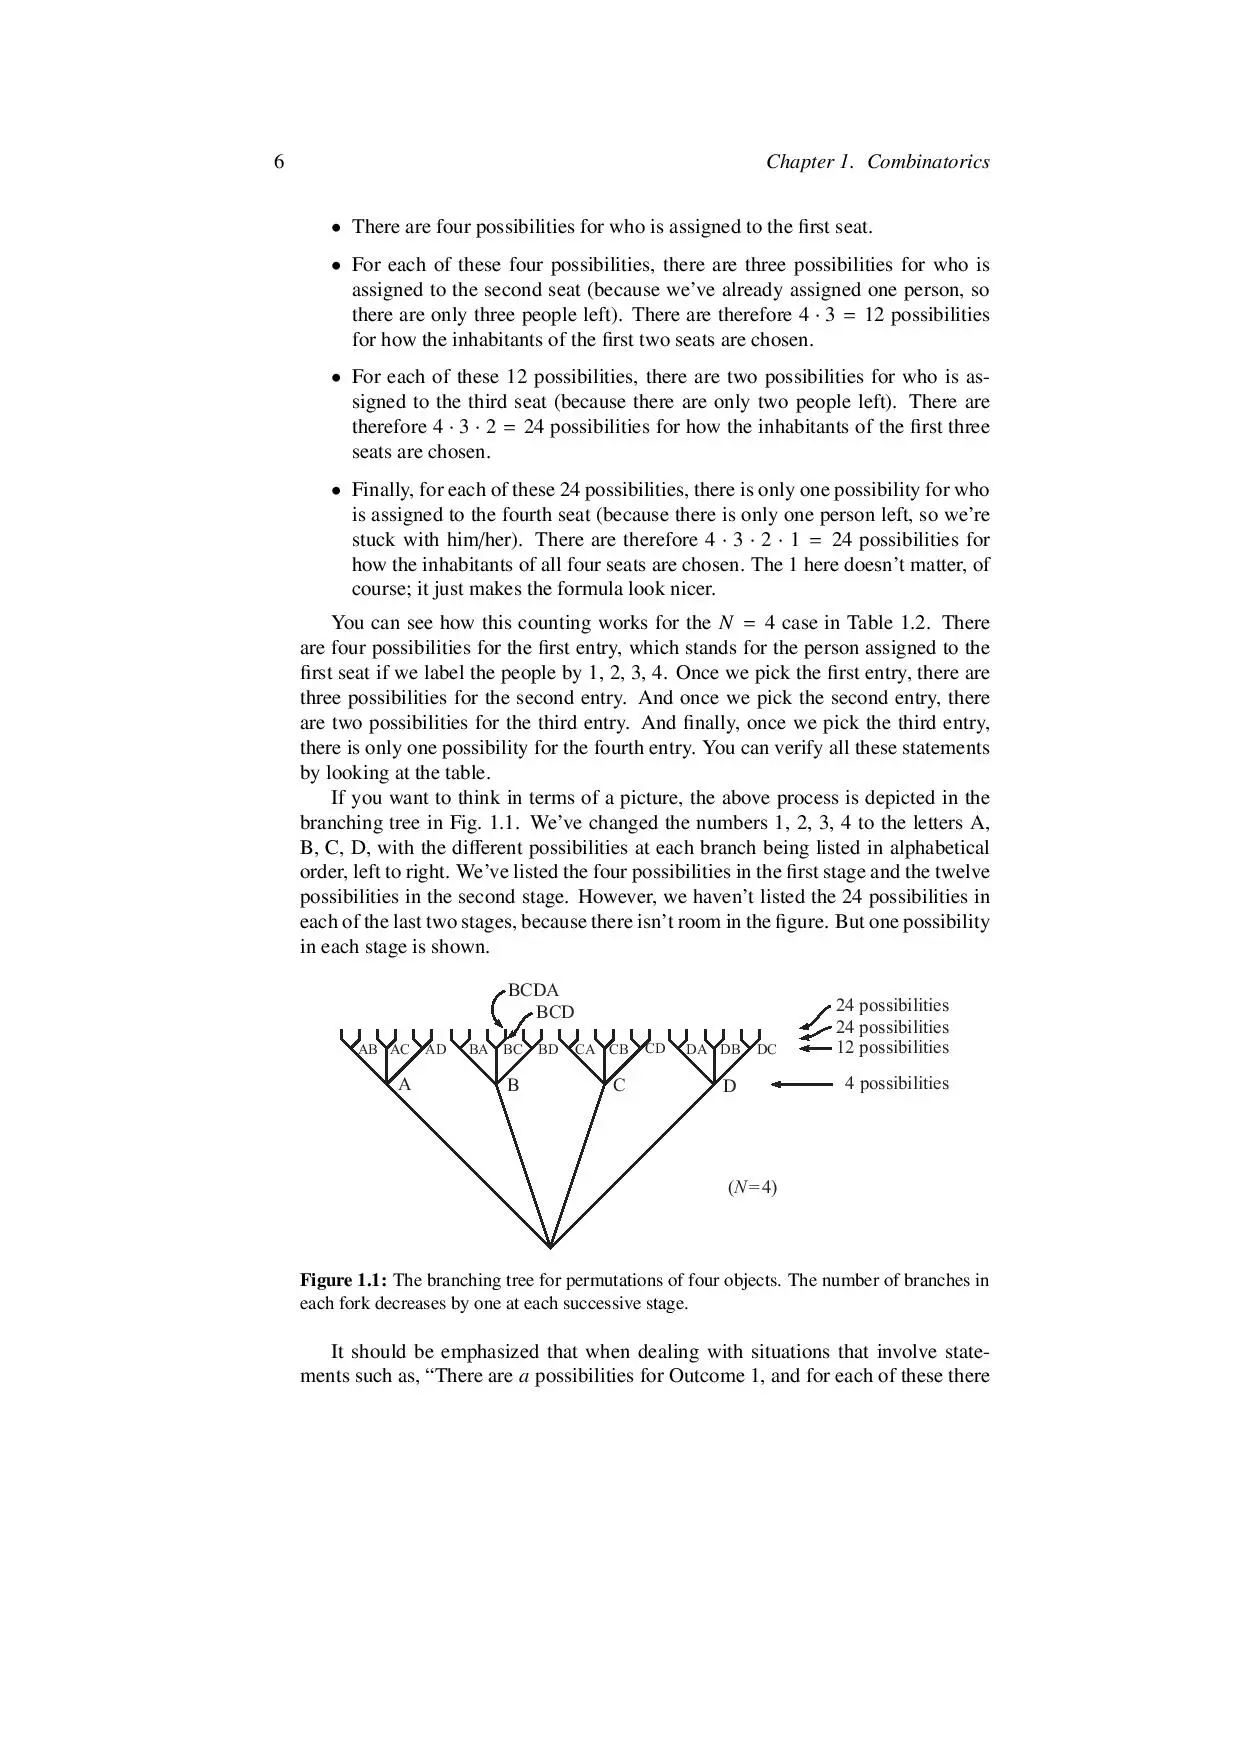 6 Chapter 1. Combinatorics
• There are four possibilities for who is assigned to the first seat.
• For each of these four possibilities, there are three possibilities for who is
assigned to the second seat (because we’ve already assigned one person, so
there are only three people left). There are therefore 4 · 3 = 12 possibilities
for how the inhabitants of the first two seats are chosen.
• For each of these 12 possibilities, there are two possibilities for who is as-
signed to the third seat (because there are only two people left). There are
therefore 4 · 3 · 2 = 24 possibilities for how the inhabitants of the first three
seats are chosen.
• Finally, for each of these 24 possibilities, there is only one possibility for who
is assigned to the fourth seat (because there is only one person left, so we’re
stuck with him/her). There are therefore 4 · 3 · 2 · 1 = 24 possibilities for
how the inhabitants of all four seats are chosen. The 1 here doesn’t matter, of
course; it just makes the formula look nicer.
You can see how this counting works for the N = 4 case in Table 1.2. There
are four possibilities for the first entry, which stands for the person assigned to the
first seat if we label the people by 1, 2, 3, 4. Once we pick the first entry, there are
three possibilities for the second entry. And once we pick the second entry, there
are two possibilities for the third entry. And finally, once we pick the third entry,
there is only one possibility for the fourth entry. You can verify all these statements
by looking at the table.
If you want to think in terms of a picture, the above process is depicted in the
branching tree in Fig. 1.1. We’ve changed the numbers 1, 2, 3, 4 to the letters A,
B, C, D, with the different possibilities at each branch being listed in alphabetical
order, left to right. We’ve listed the four possibilities in the first stage and the twelve
possibilities in the second stage. However, we haven’t listed the 24 possibilities in
each of the last two stages, because there isn’t room in the figure. But one possibility
in each stage is shown.
BCDA
24 possibilities
BCD
24 possibilities
AB AC AD BA BC BD CA CB CD DA DB DC 12 possibilities
A B C D 4 possibilities
(N=4)
Figure 1.1: The branching tree for permutations of four objects. The number of branches in
each fork decreases by one at each successive stage.
It should be emphasized that when dealing with situations that involve state-
ments such as, “There are a possibilities for Outcome 1, and for each of these there